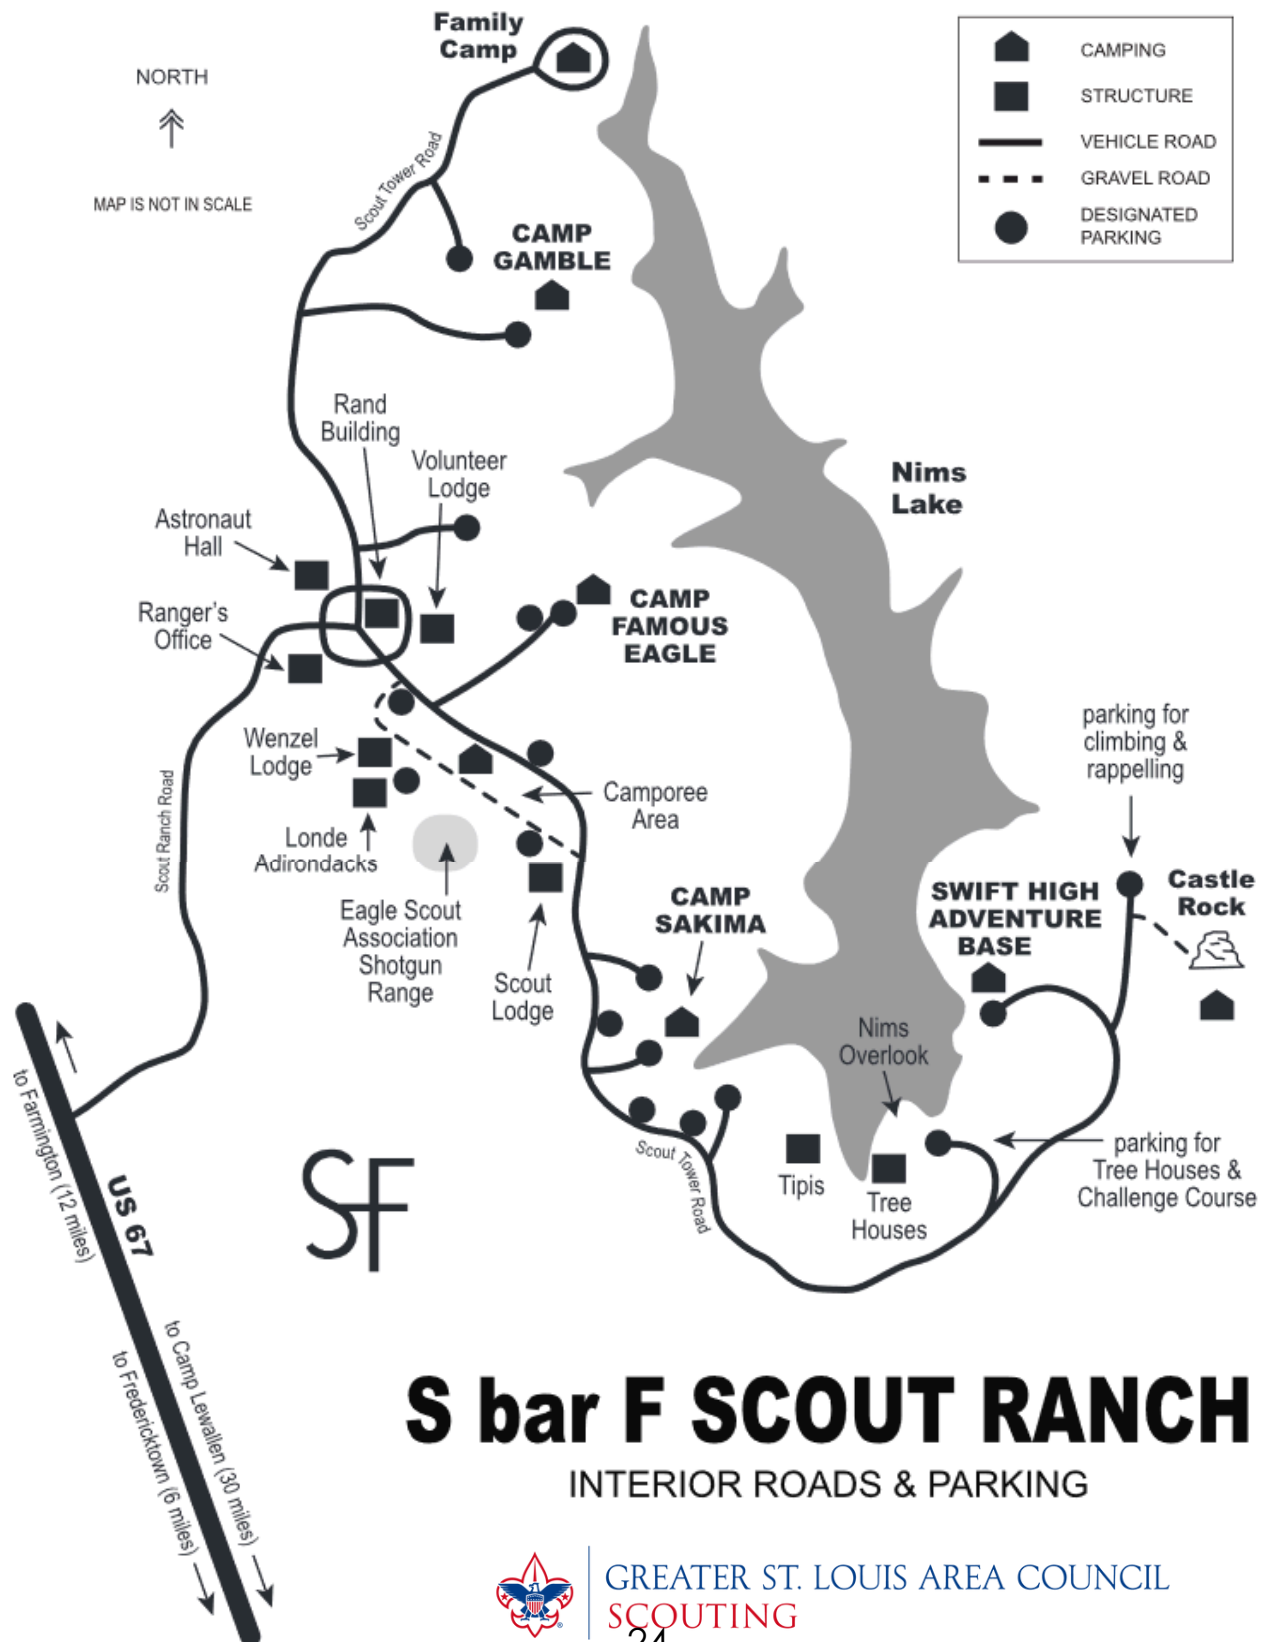 Family
Camp
NORTH
MAP IS NOT IN SCALE
CAMPING
STRUCTURE
VEHICLE ROAD
GRAVEL ROAD
DESIGNATED
PARKING
Scout Tower Road
CAMP
GAMBLE
Rand
Building
Volunteer
Lodge
Nims
Lake
Astronaut
Hall
Ranger's
Office
CAMP
FAMOUS
EAGLE
parking for
climbing &
rappelling
Wenzel
Lodge
Camporee
Area
Scout Ranch Road
Londe
Adirondacks
Eagle Scout
Association
Shotgun
Range
CAMP
SAKIMA
SWIFT HIGH
ADVENTURE
BASE
Castle
Rock
Scout
Lodge
Nims
Overlook
to Farmington (12 miles)
US 67
SF
Scout Tower Road
Tipis
Tree
Houses
parking for
Tree Houses &
Challenge Course
to Camp Lewallen (30 miles)
to Fredericktown (6 miles)
S bar F SCOUT RANCH
INTERIOR ROADS & PARKING
®
GREATER ST. LOUIS AREA COUNCIL
SCOUTING
24